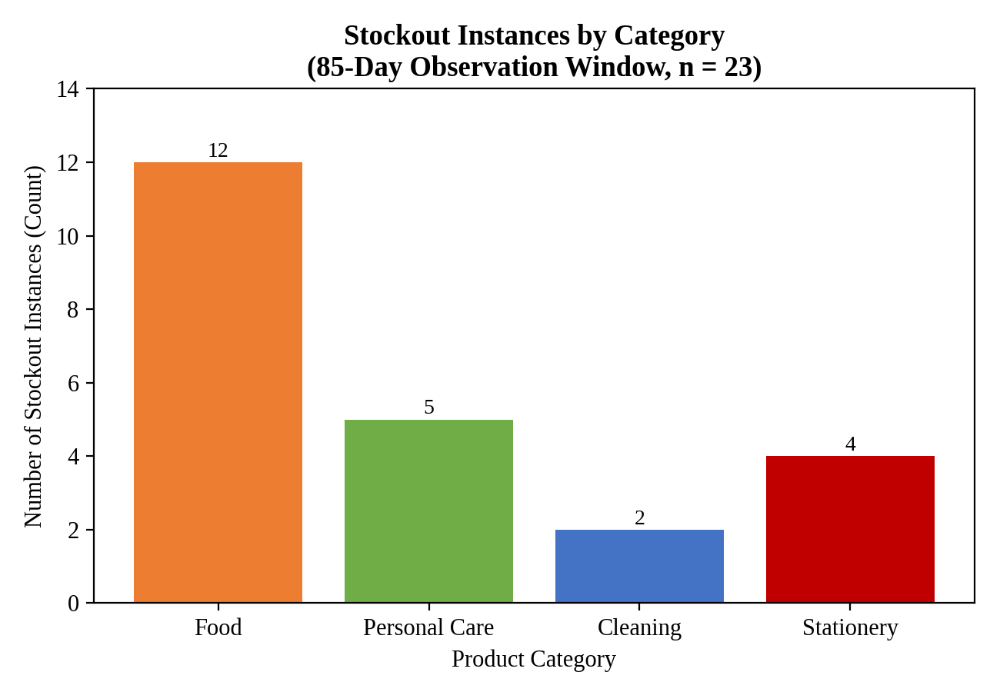 Stockout Instances by Category
(85-Day Observation Window, n = 23)
Number of Stockout Instances (Count)
14
12
10
8
6
4
2
0
12
5
2
4
Food
Personal Care
Cleaning
Stationery
Product Category